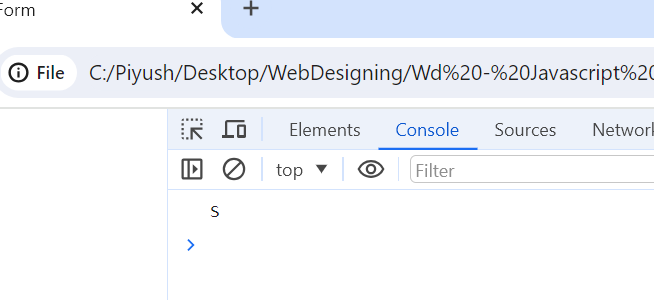 Form
File C:/Piyush/Desktop/WebDesigning/Wd%20-%20Javascript%20
Elements Console Sources Network
top Filter
s